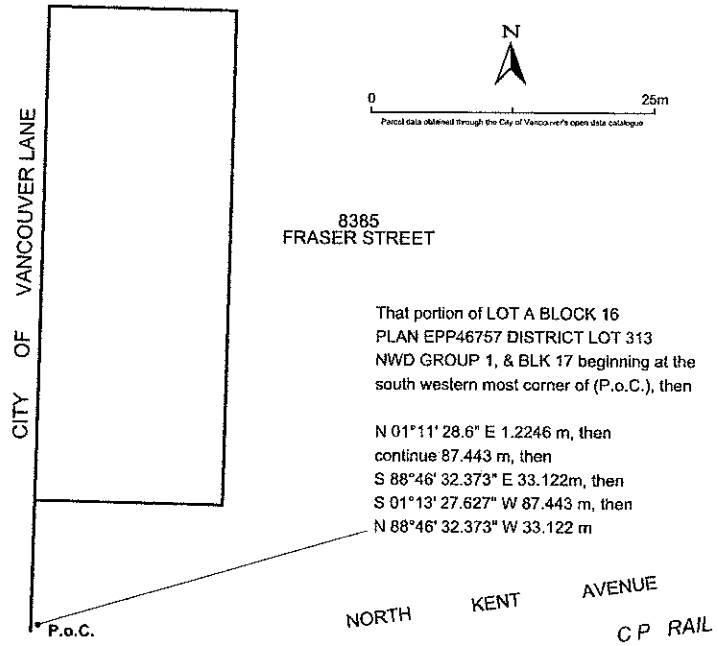 N
0 25m
Parcel data obtained through the City of Vancouver's open data catalogue
CITY OF VANCOUVER LANE
8385
FRASER STREET
That portion of LOT A BLOCK 16
PLAN EPP46757 DISTRICT LOT 313
NWD GROUP 1, & BLK 17 beginning at the
south western most corner of (P.o.C.), then
N 01°11' 28.6" E 1.2246 m, then
continue 87.443 m, then
S 88°46' 32.373" E 33.122m, then
S 01°13' 27.627" W 87.443 m, then
N 88°46' 32.373" W 33.122 m
P.o.C.
NORTH KENT AVENUE
CP RAIL